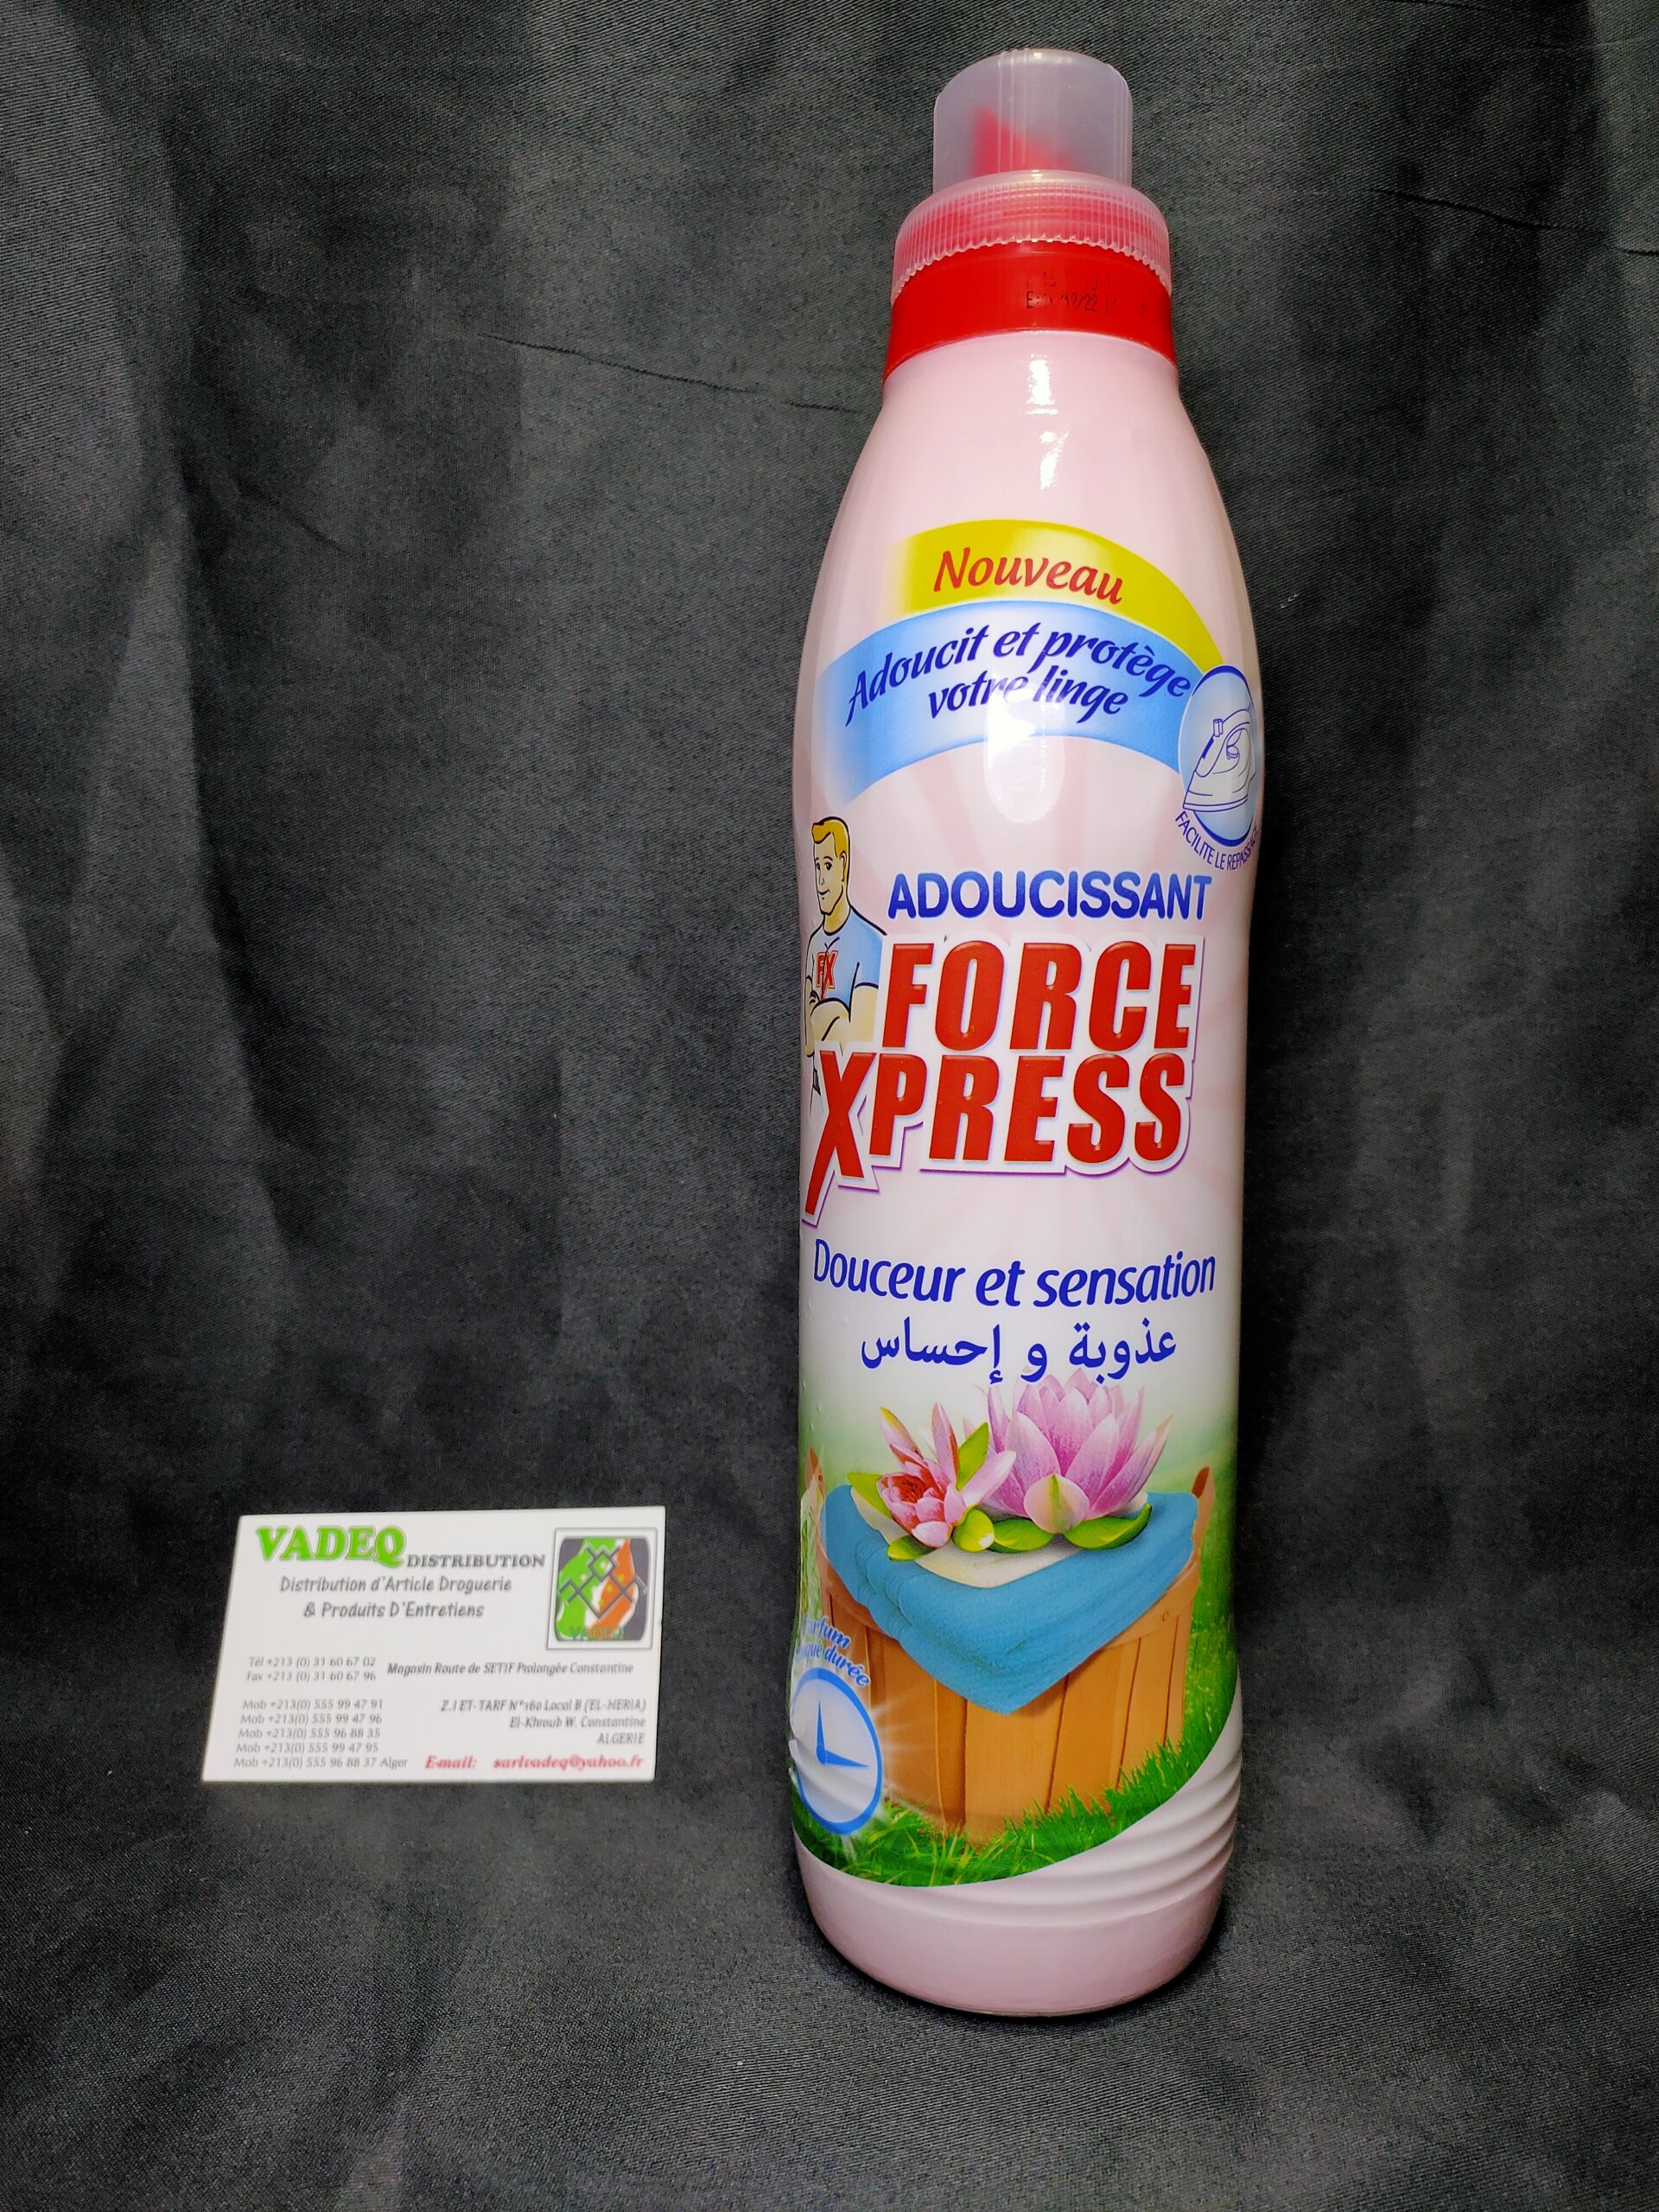 Nouveau
Adoucit et protège
votre linge
FACILITE LE REPASSAGE
ADOUCISSANT
FX
FORCE
XPRESS
Douceur et sensation
عذوبة و إحساس
durée
VADEQ DISTRIBUTION
Distribution d'Article Droguerie
& Produits D'Entretiens
Tél +213 (0) 31 60 67 02
Fax +213 (0) 31 60 67 96
Magasin Route de SETIF Prolongée Constantine
Mob +213(0) 555 99 47 91
Mob +213(0) 555 99 47 96
Mob +213(0) 555 96 88 35
Mob +213(0) 555 99 47 95
Mob +213(0) 555 96 88 37 Alger
Z.I ET-TARF N°160 Local B (EL-HERIA)
El-Khroub W. Constantine
ALGERIE
E-mail: sarlvadeq@yahoo.fr